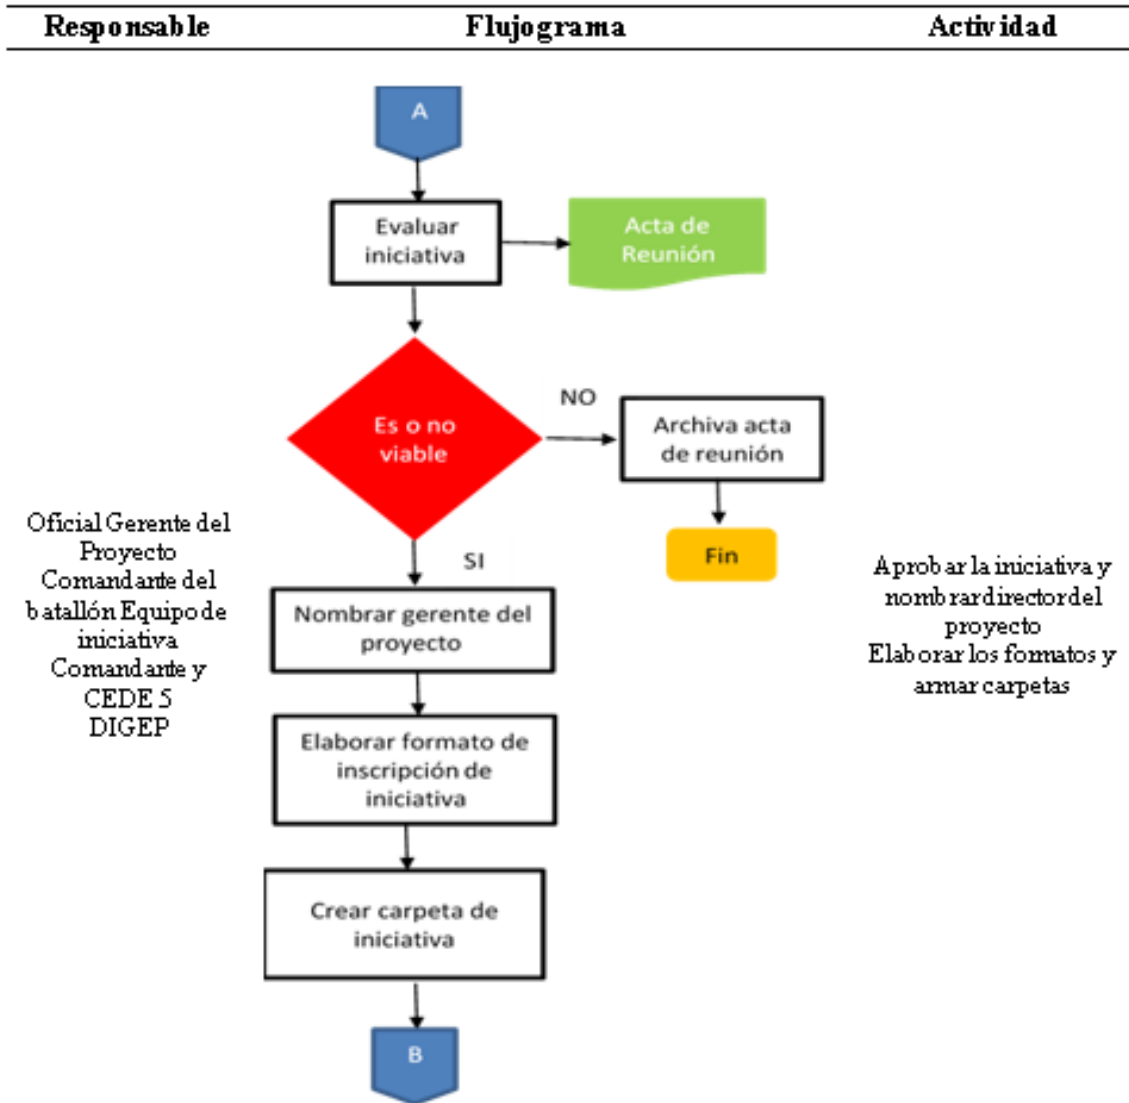 Responsable Flujograma Actividad
A
Evaluar
iniciativa
Acta de
Reunión
Es o no
viable
NO
Archiva acta
de reunión
Fin
SI
Nombrar gerente del
proyecto
Elaborar formato de
inscripción de
iniciativa
Crear carpeta de
iniciativa
B
Oficial Gerente del
Proyecto
Comandante del
batallón Equipo de
iniciativa
Comandante y
CEDE 5
DIGEP
Aprobar la iniciativa y
nombrar director del
proyecto
Elaborar los formatos y
armar carpetas